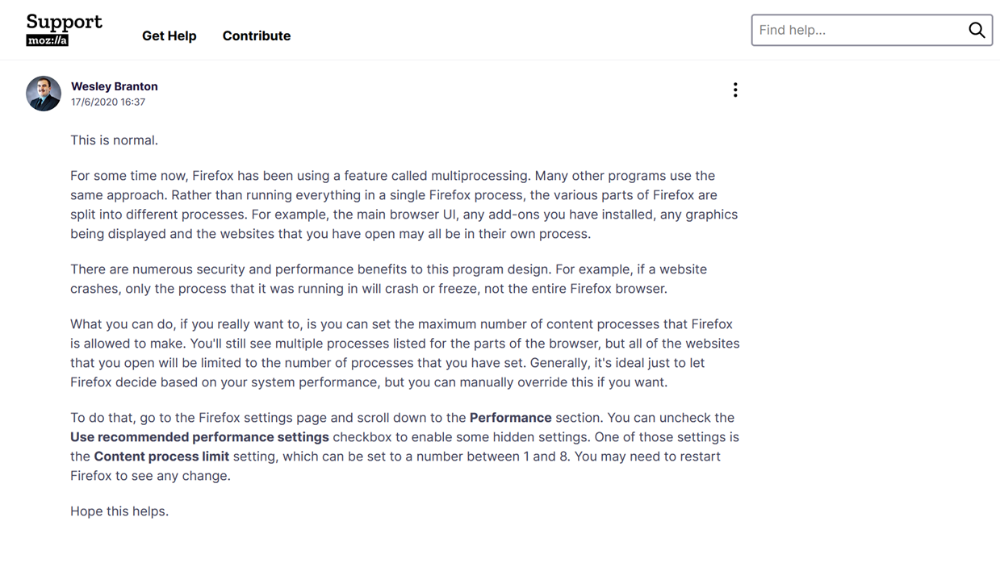 Support
moz://a
Get Help
Contribute
Find help...
Wesley Branton
17/6/2020 16:37
This is normal.
For some time now, Firefox has been using a feature called multiprocessing. Many other programs use the
same approach. Rather than running everything in a single Firefox process, the various parts of Firefox are
split into different processes. For example, the main browser UI, any add-ons you have installed, any graphics
being displayed and the websites that you have open may all be in their own process.
There are numerous security and performance benefits to this program design. For example, if a website
crashes, only the process that it was running in will crash or freeze, not the entire Firefox browser.
What you can do, if you really want to, is you can set the maximum number of content processes that Firefox
is allowed to make. You'll still see multiple processes listed for the parts of the browser, but all of the websites
that you open will be limited to the number of processes that you have set. Generally, it's ideal just to let
Firefox decide based on your system performance, but you can manually override this if you want.
To do that, go to the Firefox settings page and scroll down to the Performance section. You can uncheck the
Use recommended performance settings checkbox to enable some hidden settings. One of those settings is
the Content process limit setting, which can be set to a number between 1 and 8. You may need to restart
Firefox to see any change.
Hope this helps.